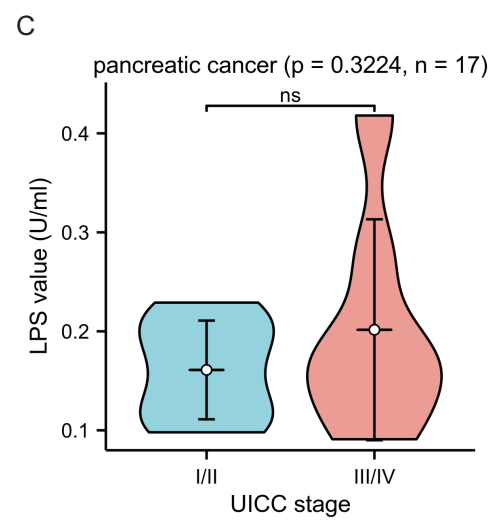 C
pancreatic cancer (p = 0.3224, n = 17)
ns
0.4
0.3
0.2
0.1
LPS value (U/ml)
I/II
III/IV
UICC stage